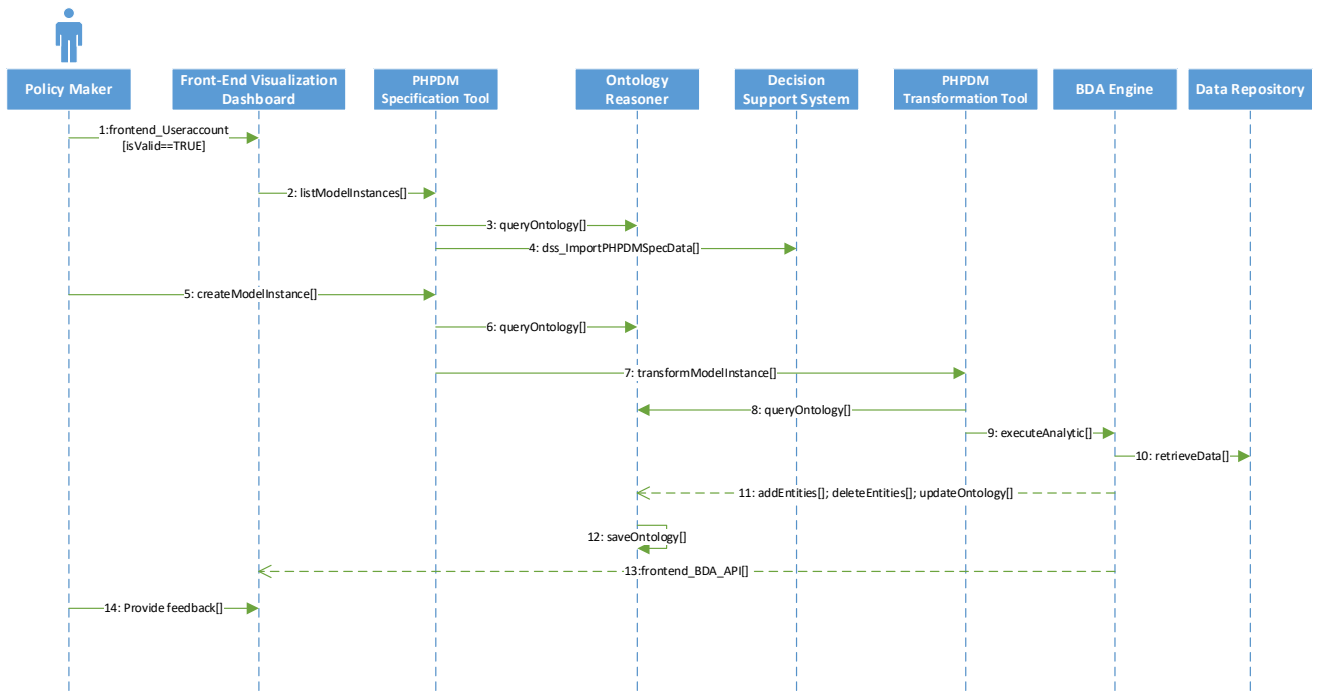 Policy Maker
Front-End Visualization
Dashboard
PHPDM
Specification Tool
Ontology
Reasoner
Decision
Support System
PHPDM
Transformation Tool
BDA Engine
Data Repository
1:frontend_Useraccount
[isValid==TRUE]
2: listModelInstances[]
3: queryOntology[]
4: dss_ImportPHPDMSpecData[]
5: createModelInstance[]
6: queryOntology[]
7: transformModelInstance[]
8: queryOntology[]
9: executeAnalytic[]
10: retrieveData[]
11: addEntities[]; deleteEntities[]; updateOntology[]
12: saveOntology[]
13:frontend_BDA_API[]
14: Provide feedback[]